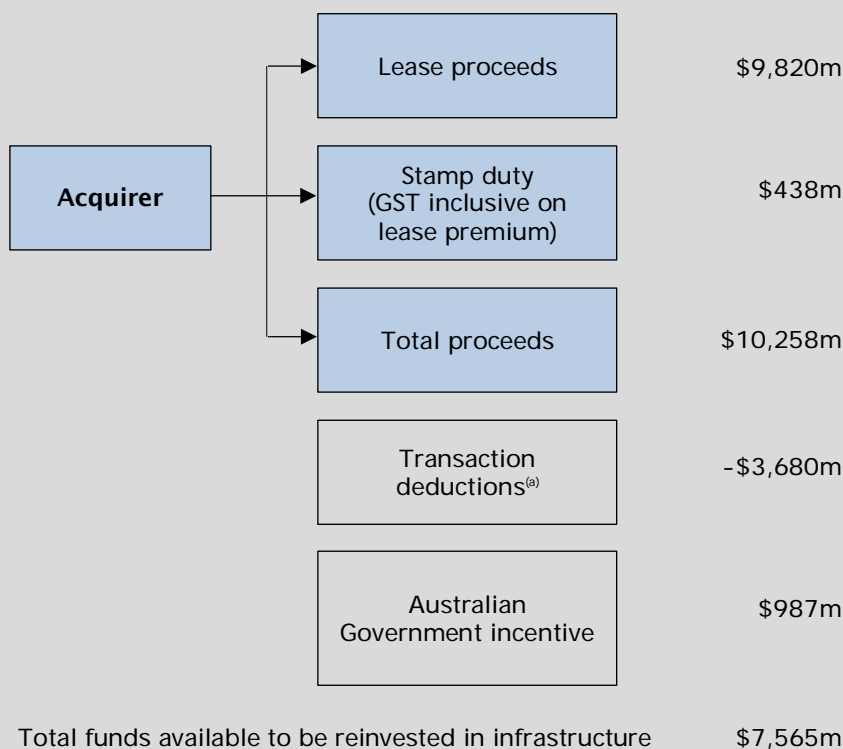 Lease proceeds $9,820m
Acquirer
Stamp duty
(GST inclusive on
lease premium)
$438m
Total proceeds $10,258m
Transaction
deductions(a)
-$3,680m
Australian
Government incentive
$987m
Total funds available to be reinvested in infrastructure $7,565m